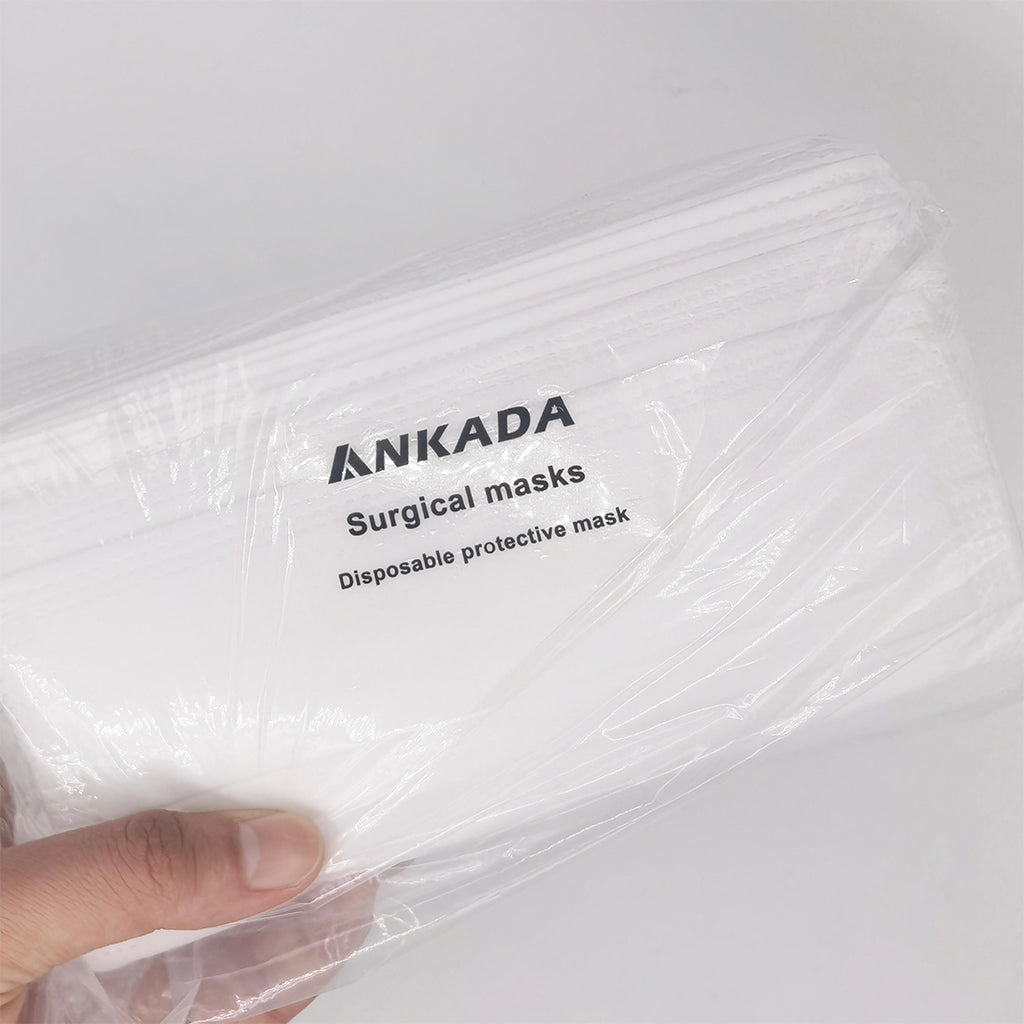 ANKADA
Surgical masks
Disposable protective mask